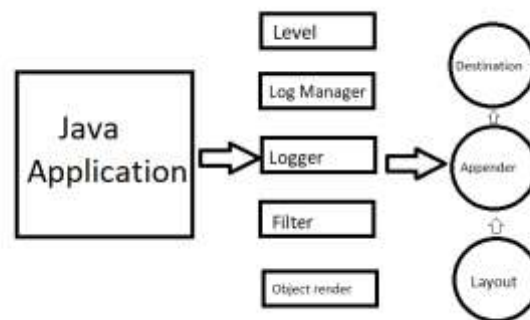 Java
Application
Level
Log Manager
Logger
Filter
Object render
Destination
Appender
Layout